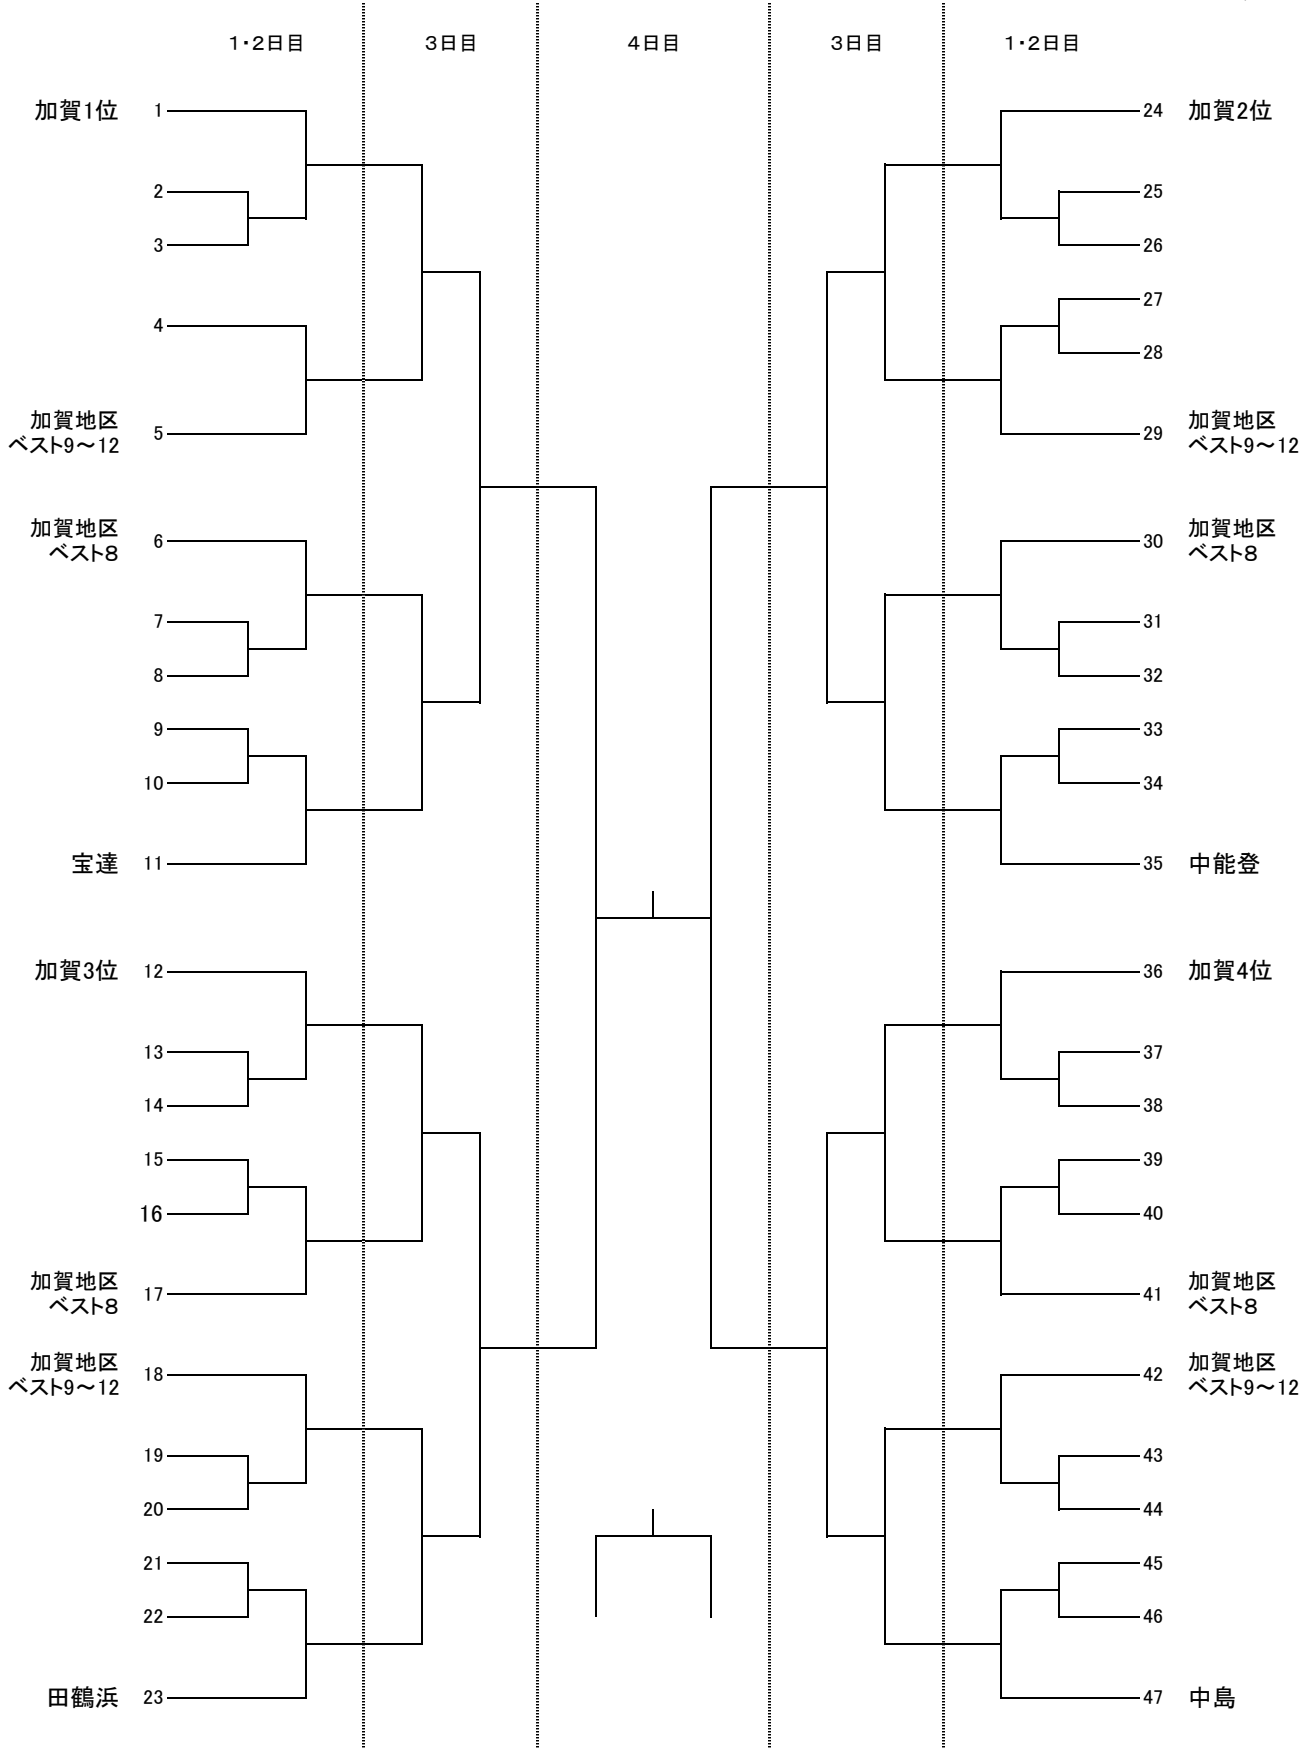 1・2日目
3日目
4日目
3日目
1・2日目
加賀1位 1
2
3
4
加賀地区
ベスト9～12 5
加賀地区
ベスト8 6
7
8
9
10
宝達 11
加賀3位 12
13
14
15
16
加賀地区
ベスト8 17
加賀地区
ベスト9～12 18
19
20
21
22
田鶴浜 23
24 加賀2位
25
26
27
28
29 加賀地区
ベスト9～12
30 加賀地区
ベスト8
31
32
33
34
35 中能登
36 加賀4位
37
38
39
40
41 加賀地区
ベスト8
42 加賀地区
ベスト9～12
43
44
45
46
47 中島